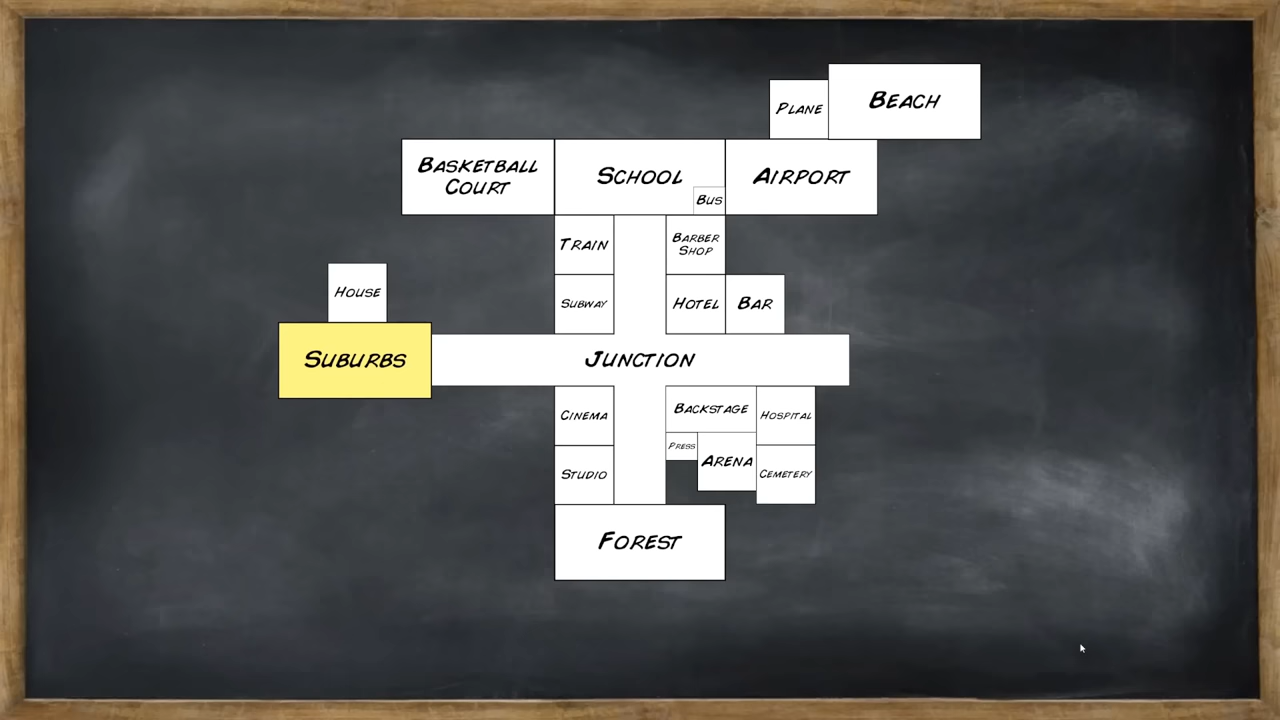 Beach
Plane
Basketball
Court
School
Airport
Bus
Train
Barber
Shop
House
Subway
Hotel
Bar
Suburbs
Junction
Cinema
Backstage
Hospital
Press
Arena
Studio
Cemetery
Forest